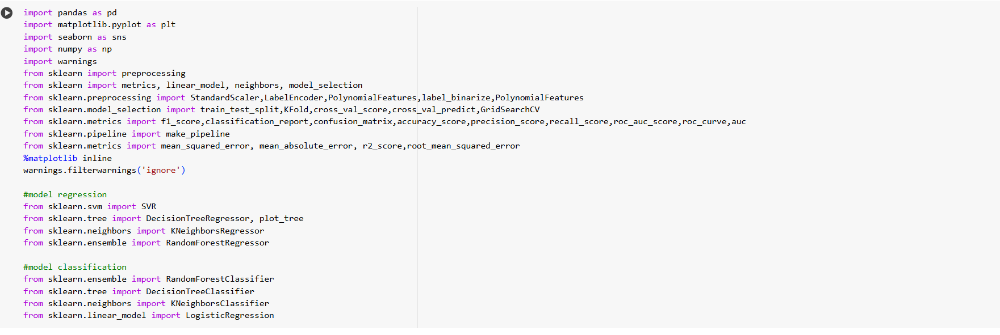 import pandas as pd
import matplotlib.pyplot as plt
import seaborn as sns
import numpy as np
import warnings
from sklearn import preprocessing
from sklearn import metrics, linear_model, neighbors, model_selection
from sklearn.preprocessing import StandardScaler,LabelEncoder,PolynomialFeatures,label_binarize,PolynomialFeatures
from sklearn.model_selection import train_test_split,KFold,cross_val_score,cross_val_predict,GridSearchCV
from sklearn.metrics import f1_score,classification_report,confusion_matrix,accuracy_score,precision_score,recall_score,roc_auc_score,roc_curve,auc
from sklearn.pipeline import make_pipeline
from sklearn.metrics import mean_squared_error, mean_absolute_error, r2_score,root_mean_squared_error
%matplotlib inline
warnings.filterwarnings('ignore')

#model regression
from sklearn.svm import SVR
from sklearn.tree import DecisionTreeRegressor, plot_tree
from sklearn.neighbors import KNeighborsRegressor
from sklearn.ensemble import RandomForestRegressor

#model classification
from sklearn.ensemble import RandomForestClassifier
from sklearn.tree import DecisionTreeClassifier
from sklearn.neighbors import KNeighborsClassifier
from sklearn.linear_model import LogisticRegression